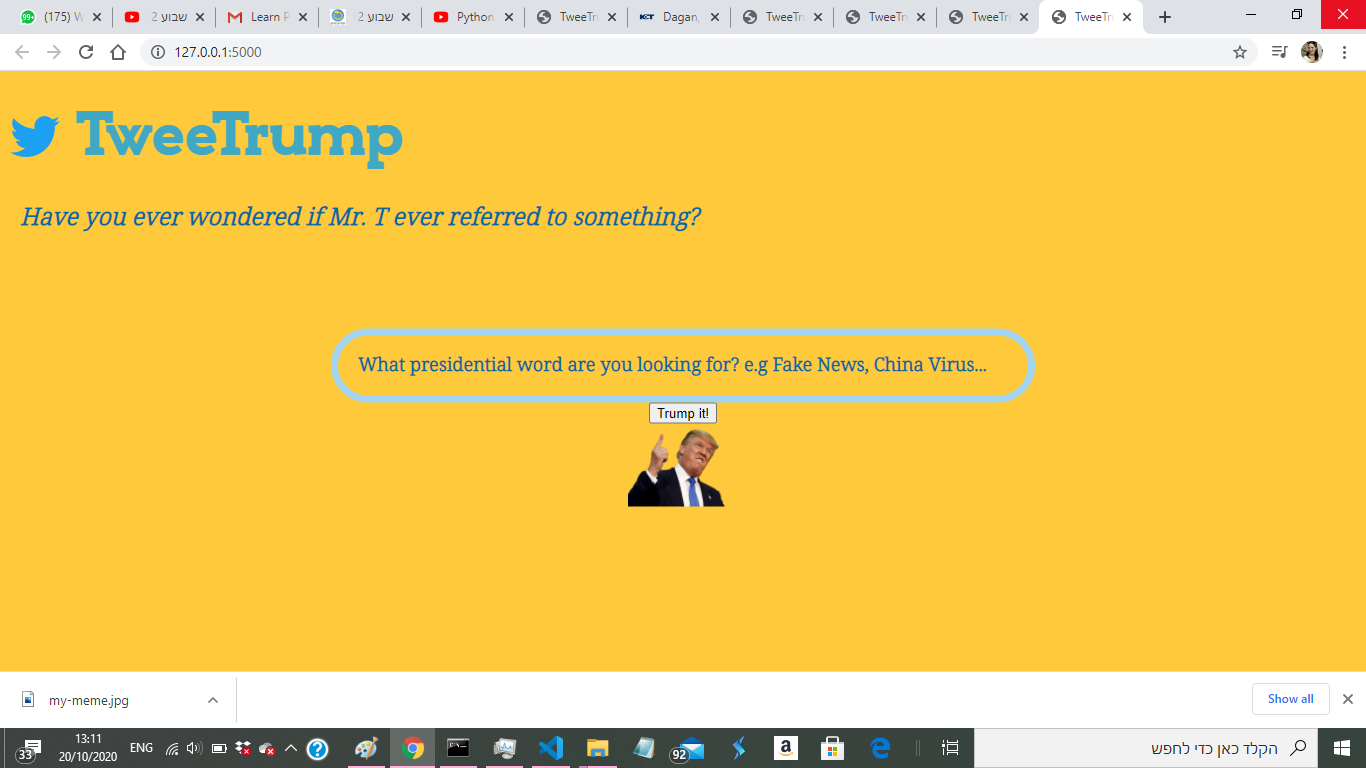 (175) W
שבוע 2
Learn P
שבוע 2
Python
TweeTr
Dagan,
TweeTr
TweeTr
TweeTr
TweeTr
127.0.0.1:5000
TweeTrump
Have you ever wondered if Mr. T ever referred to something?
What presidential word are you looking for? e.g Fake News, China Virus...
Trump it!
my-meme.jpg
Show all
33
13:11
20/10/2020
ENG
92
הקלד כאן כדי לחפש